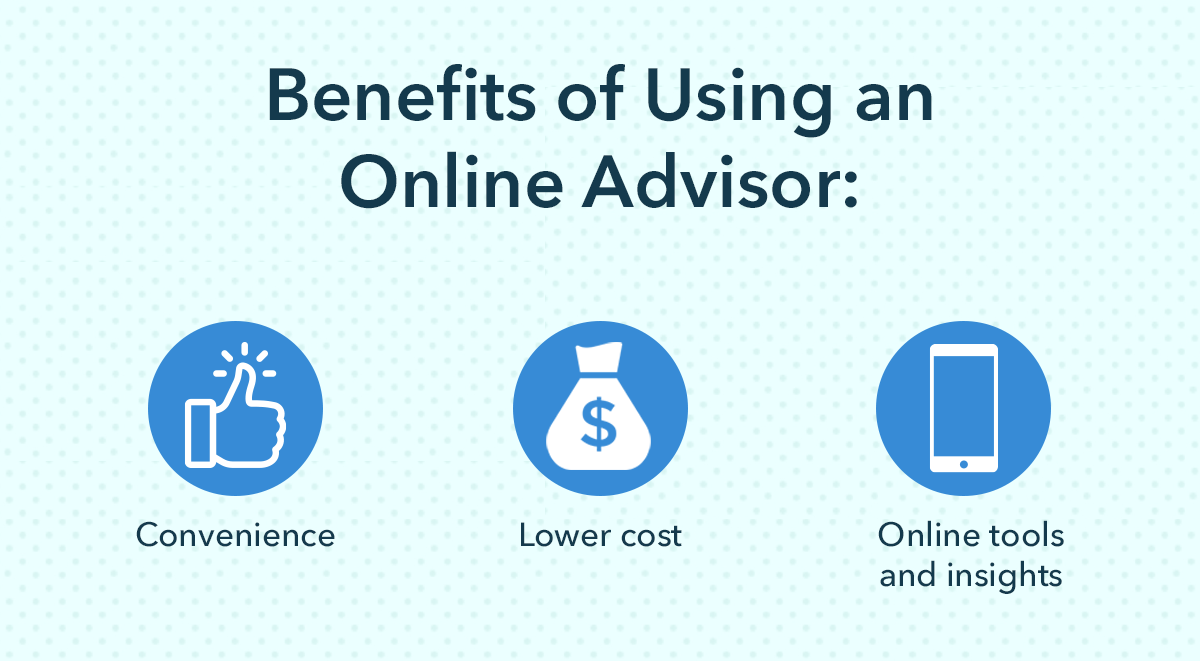 Benefits of Using an
Online Advisor:
$
Convenience
Lower cost
Online tools
and insights